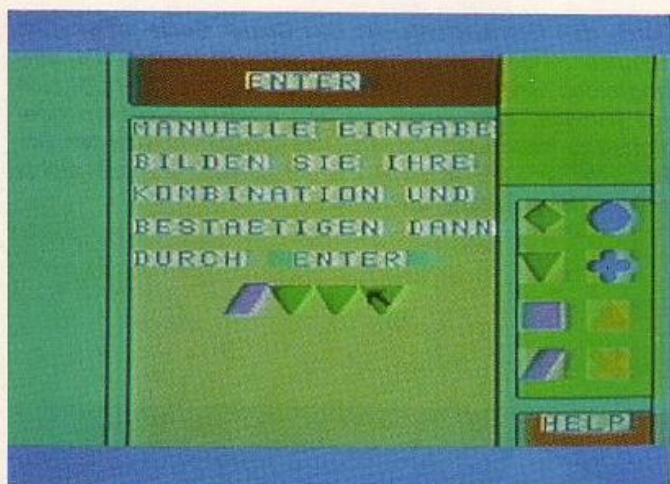 ENTER
MANUELLE EINGABE
BILDEN SIE IHRE
KOMBINATION UND
BESTAETIGEN DANN
DURCH ENTER
HELP